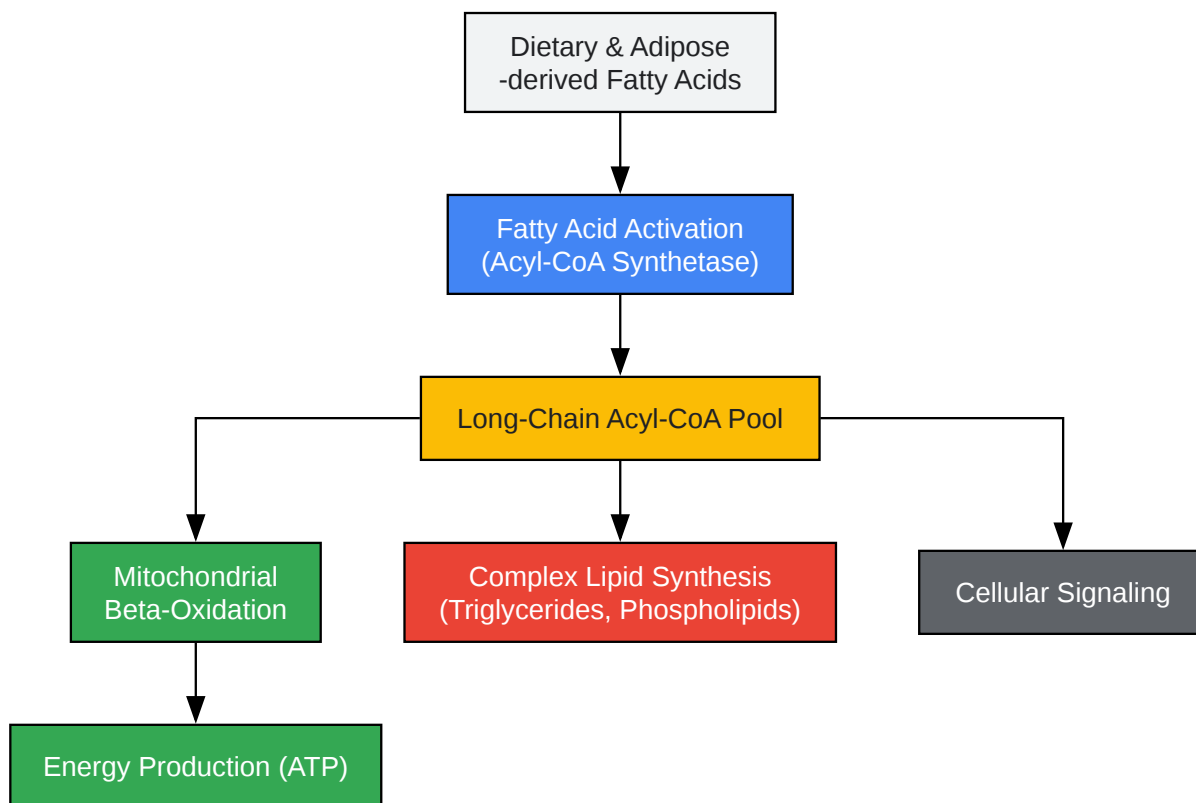 Dietary & Adipose
-derived Fatty Acids
Fatty Acid Activation
(Acyl-CoA Synthetase)
Long-Chain Acyl-CoA Pool
Mitochondrial
Beta-Oxidation
Complex Lipid Synthesis
(Triglycerides, Phospholipids)
Cellular Signaling
Energy Production (ATP)